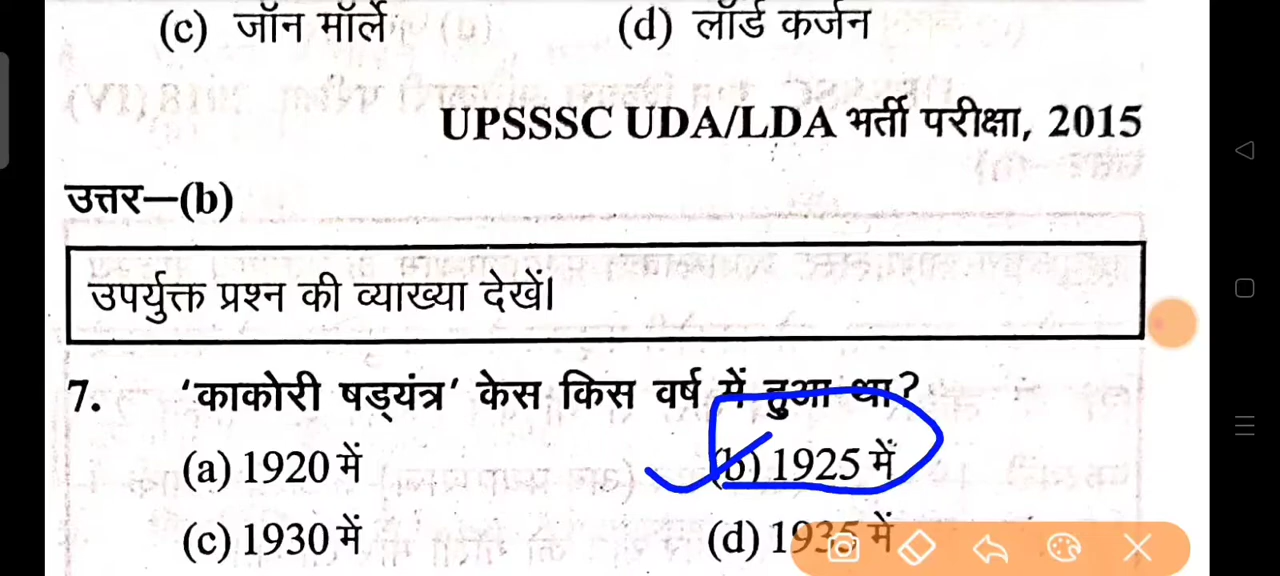 (c) जॉन मॉर्ले (d) लॉर्ड कर्जन
UPSSSC UDA/LDA भर्ती परीक्षा, 2015
उत्तर—(b)
उपर्युक्त प्रश्न की व्याख्या देखें।
7. ‘काकोरी षड्यंत्र’ केस किस वर्ष में हुआ था?
(a) 1920 में (b) 1925 में
(c) 1930 में (d) 1935 में